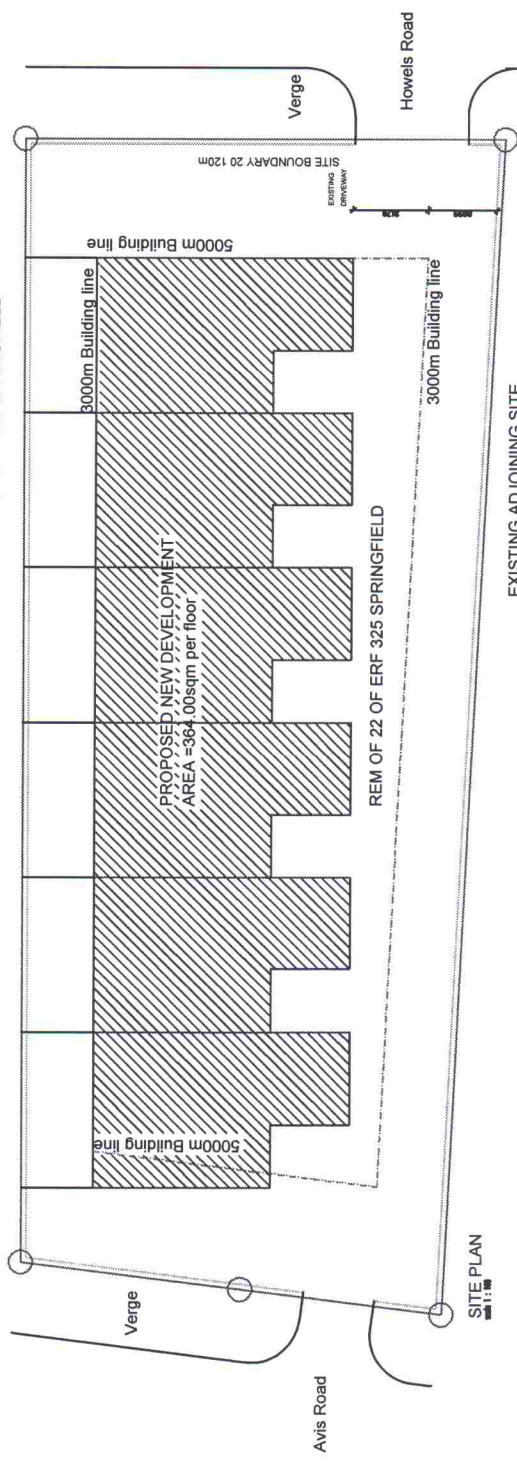 Verge
Howels Road
SITE BOUNDARY 20 120m
EXISTING
DRIVEWAY
5000m Building line
3000m Building line
3000m Building line
PROPOSED NEW DEVELOPMENT
AREA =364.00sqm per floor
REM OF 22 OF ERF 325 SPRINGFIELD
5000m Building line
EXISTING ADJOINING SITE
Verge
Avis Road
SITE PLAN